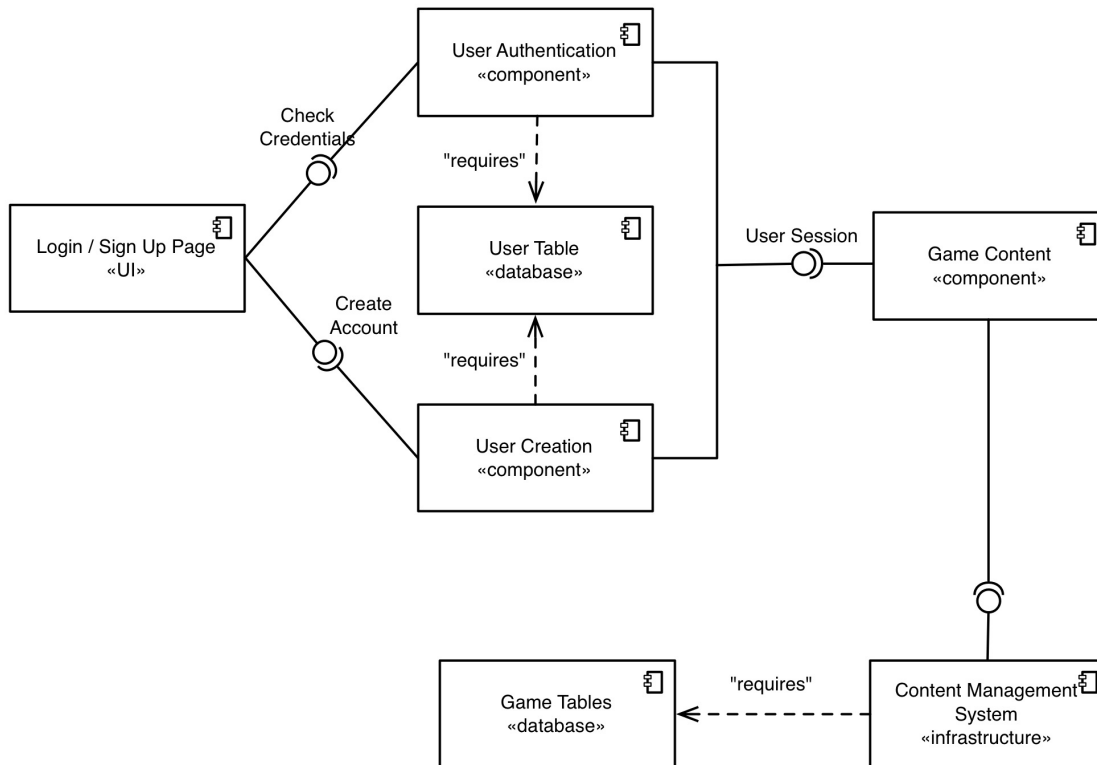 User Authentication
«component»
Check
Credentials
"requires"
Login / Sign Up Page
«UI»
User Table
«database»
User Session
Game Content
«component»
Create
Account
"requires"
User Creation
«component»
Game Tables
«database»
"requires"
Content Management
System
«infrastructure»